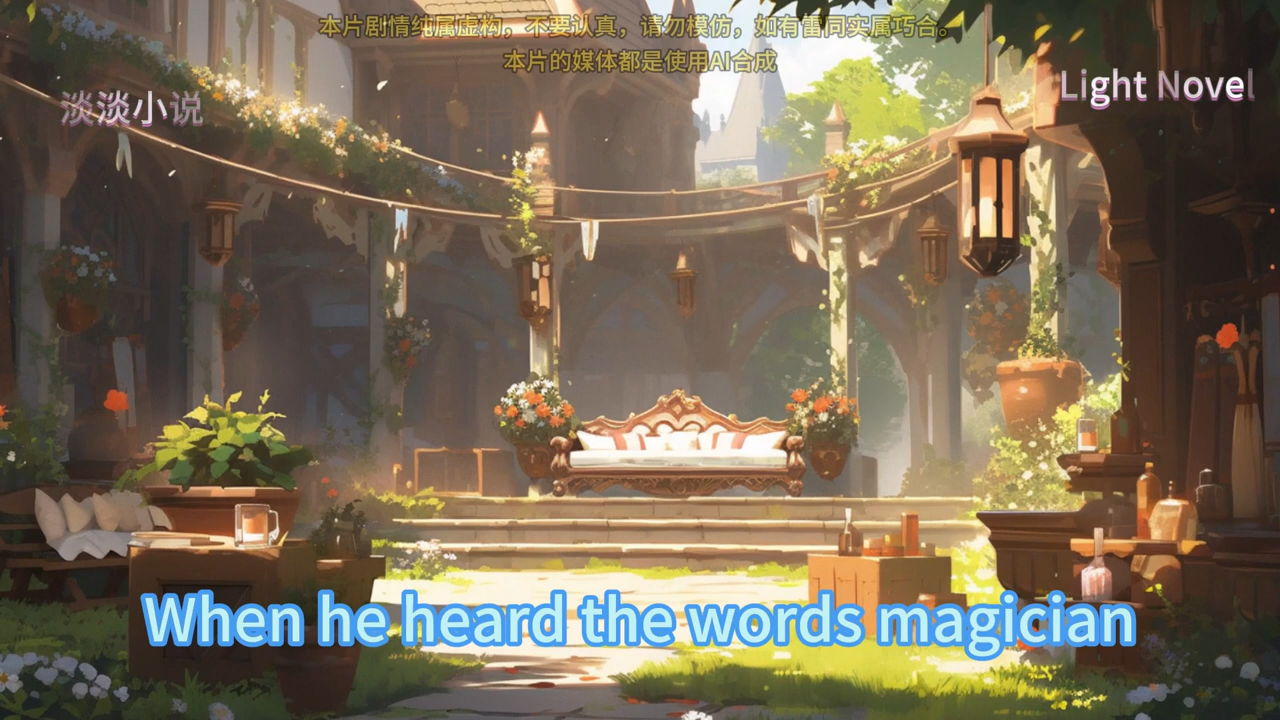 本片剧情纯属虚构，不要认真，请勿模仿，如有雷同实属巧合。
本片的媒体都是使用AI合成
淡淡小说
Light Novel
When he heard the words magician